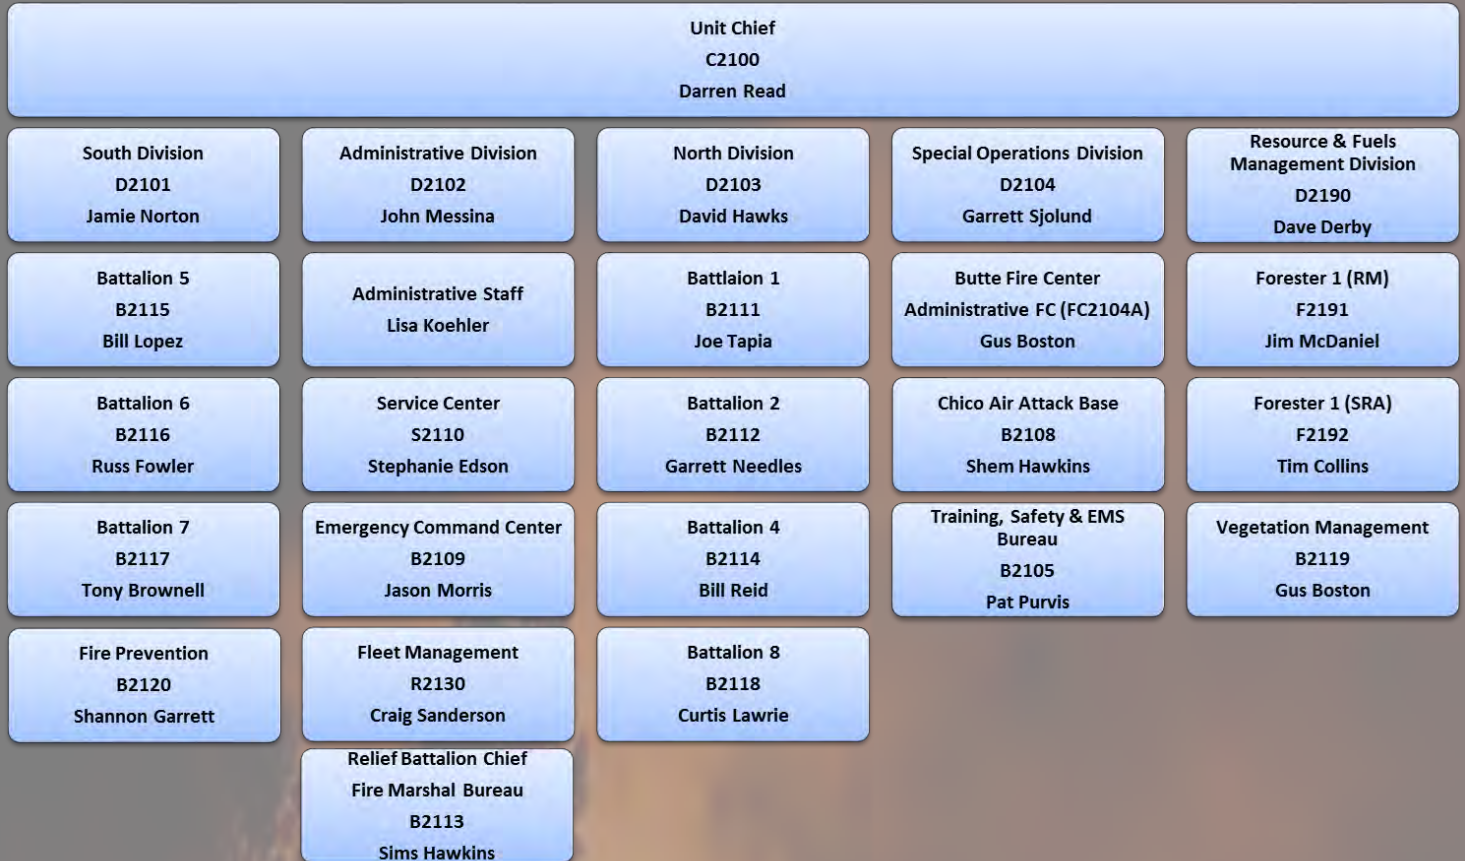 Unit Chief
C2100
Darren Read
South Division
D2101
Jamie Norton
Administrative Division
D2102
John Messina
North Division
D2103
David Hawks
Special Operations Division
D2104
Garrett Sjolund
Resource & Fuels
Management Division
D2190
Dave Derby
Battalion 5
B2115
Bill Lopez
Administrative Staff
Lisa Koehler
Battlaion 1
B2111
Joe Tapia
Butte Fire Center
Administrative FC (FC2104A)
Gus Boston
Forester 1 (RM)
F2191
Jim McDaniel
Battalion 6
B2116
Russ Fowler
Service Center
S2110
Stephanie Edson
Battalion 2
B2112
Garrett Needles
Chico Air Attack Base
B2108
Shem Hawkins
Forester 1 (SRA)
F2192
Tim Collins
Battalion 7
B2117
Tony Brownell
Emergency Command Center
B2109
Jason Morris
Battalion 4
B2114
Bill Reid
Training, Safety & EMS
Bureau
B2105
Pat Purvis
Vegetation Management
B2119
Gus Boston
Fire Prevention
B2120
Shannon Garrett
Fleet Management
R2130
Craig Sanderson
Battalion 8
B2118
Curtis Lawrie
Relief Battalion Chief
Fire Marshal Bureau
B2113
Sims Hawkins